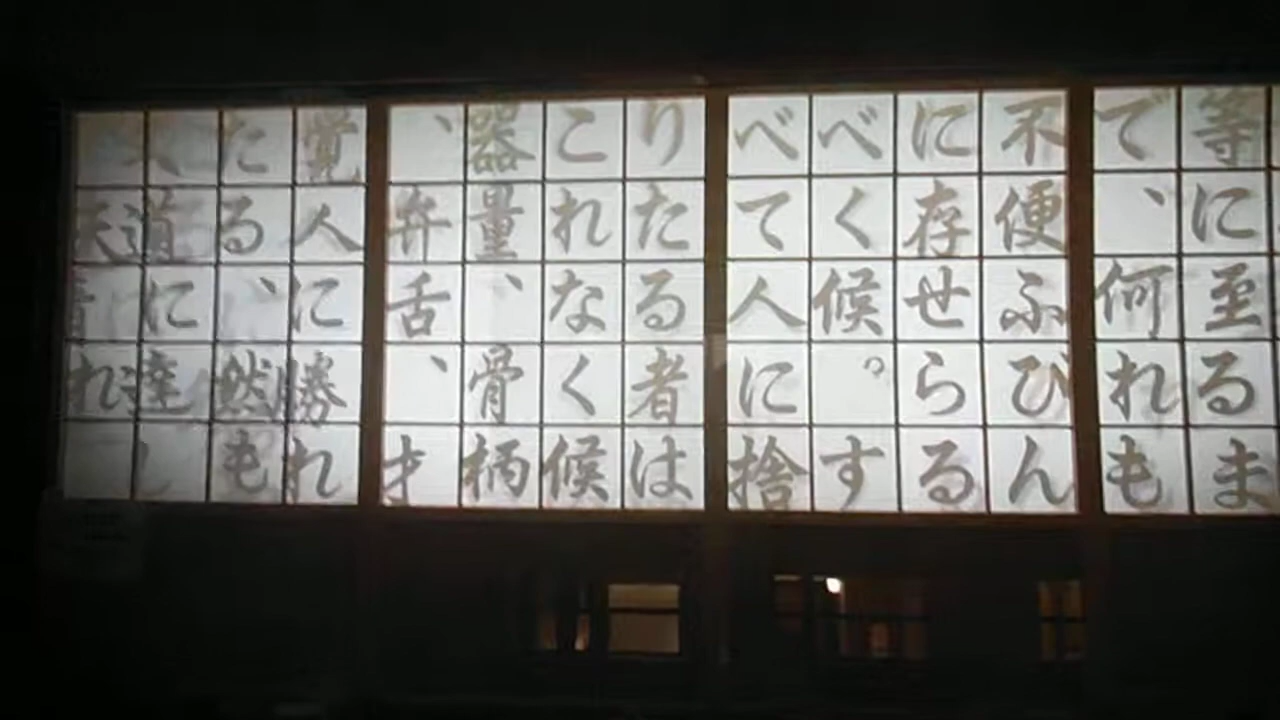 等に至るま
で、何れも
不便ふびん
に存せらる
べく候。す
べて人に捨
りたる者は
これなく候
器量、骨柄
、弁舌、才
覚人に勝れ
たる、然も
道に達し
れ